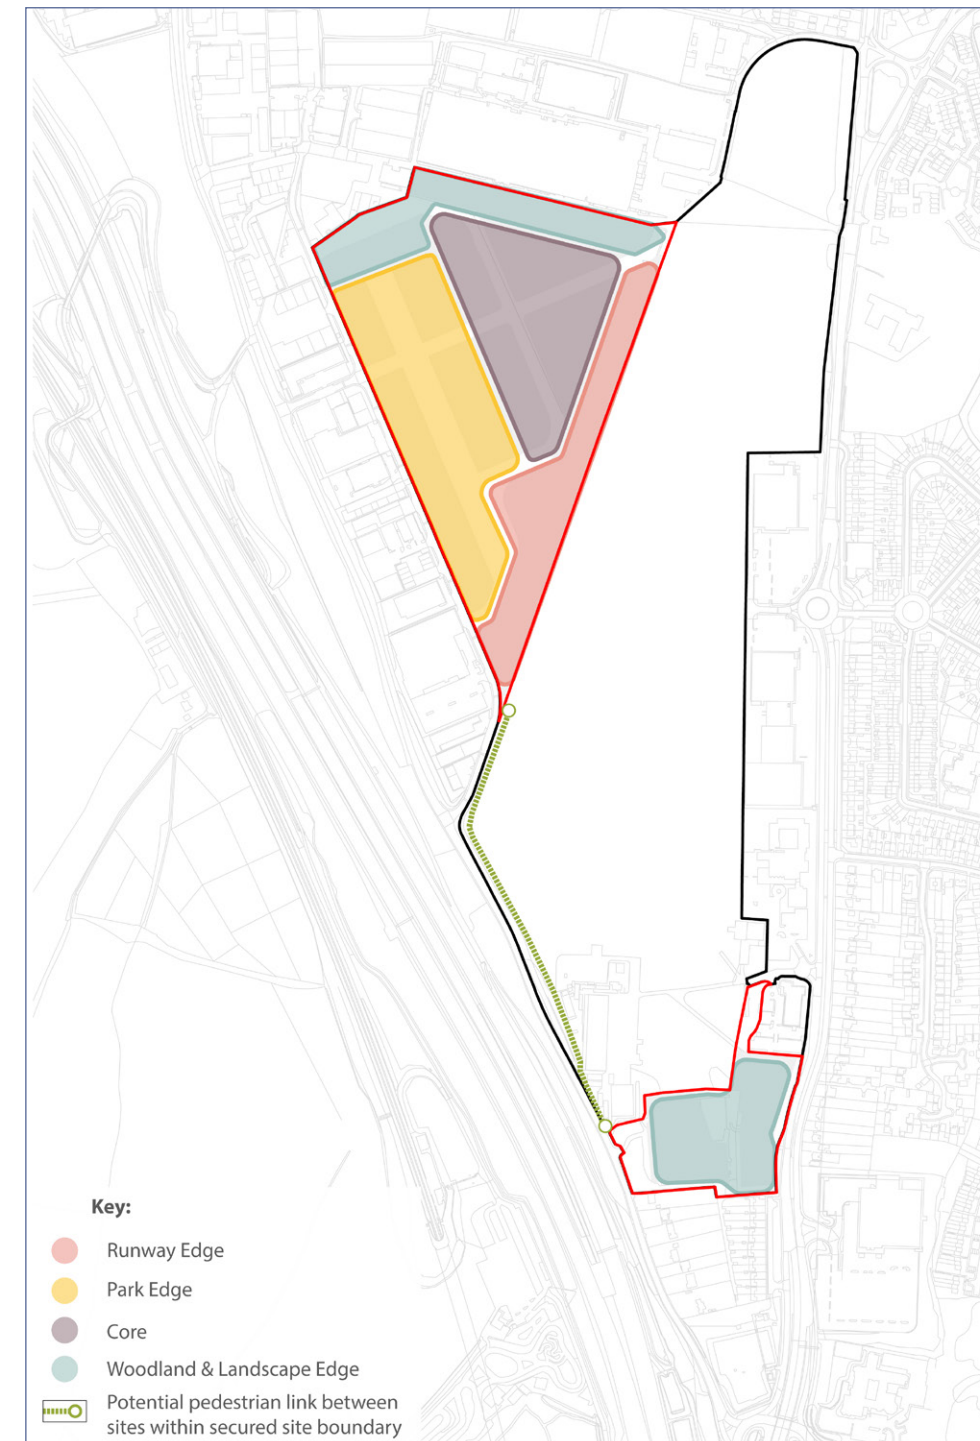 Key:
Runway Edge
Park Edge
Core
Woodland & Landscape Edge
Potential pedestrian link between
sites within secured site boundary